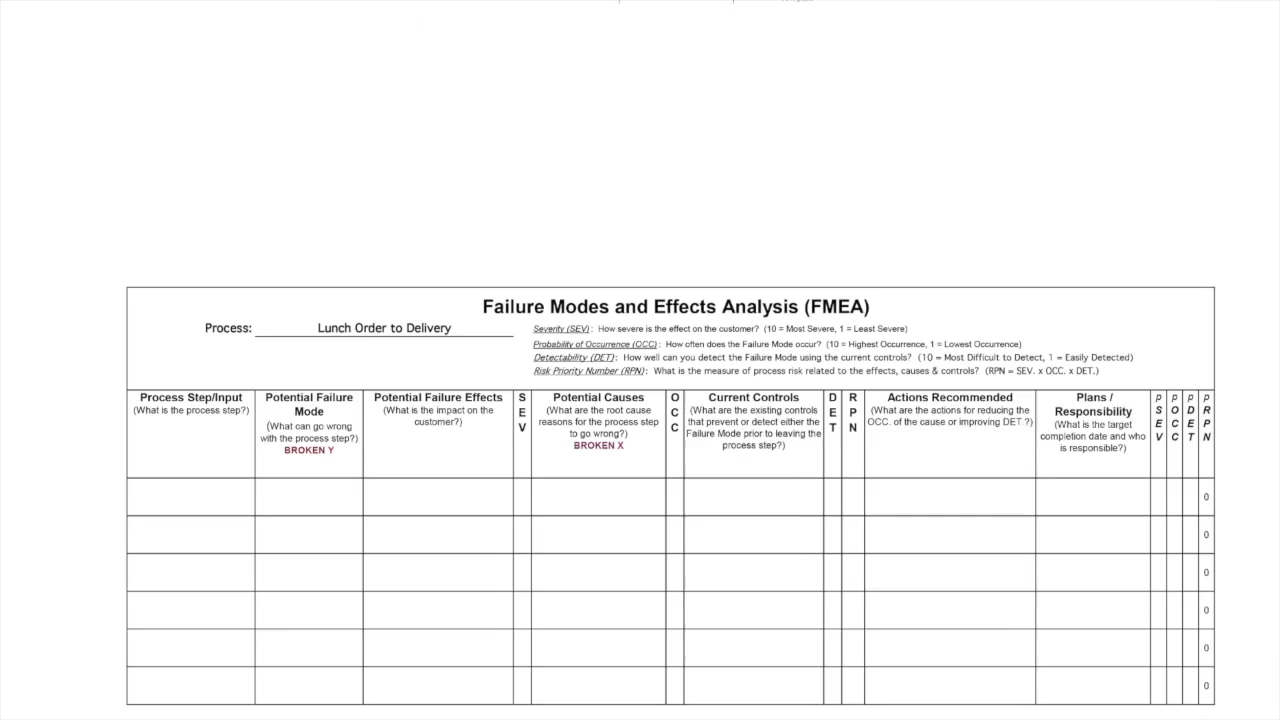 Failure Modes and Effects Analysis (FMEA)
Process: Lunch Order to Delivery
Severity (SEV): How severe is the effect on the customer? (10 = Most Severe, 1 = Least Severe)
Probability of Occurrence (OCC): How often does the Failure Mode occur? (10 = Highest Occurrence, 1 = Lowest Occurrence)
Detectability (DET): How well can you detect the Failure Mode using the current controls? (10 = Most Difficult to Detect, 1 = Easily Detected)
Risk Priority Number (RPN): What is the measure of process risk related to the effects, causes & controls? (RPN = SEV. x OCC. x DET.)
Process Step/Input
(What is the process step?)
Potential Failure
Mode
(What can go wrong
with the process step?)
BROKEN Y
Potential Failure Effects
(What is the impact on the
customer?)
S
E
V
Potential Causes
(What are the root cause
reasons for the process step
to go wrong?)
BROKEN X
O
C
C
Current Controls
(What are the existing controls
that prevent or detect either the
Failure Mode prior to leaving the
process step?)
D
E
T
R
P
N
Actions Recommended
(What are the actions for reducing the
OCC. of the cause or improving DET.?)
Plans /
Responsibility
(What is the target
completion date and who
is responsible?)
p
S
E
V
p
O
C
C
p
D
E
T
p
R
P
N
0
0
0
0
0
0